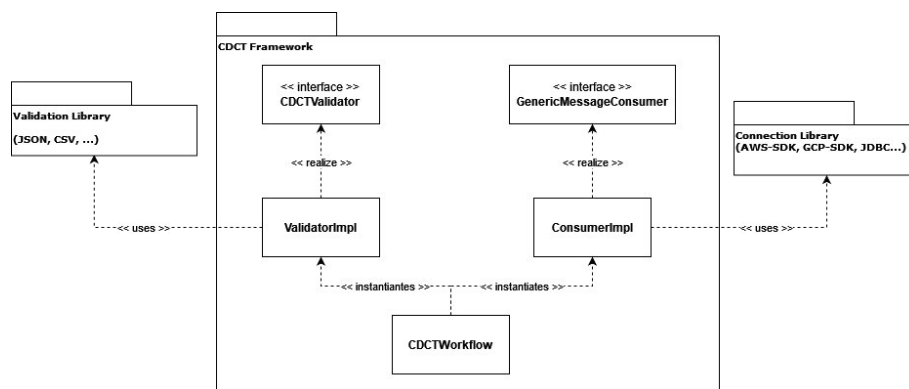 CDCT Framework
<< interface >>
CDCTValidator
<< interface >>
GenericMessageConsumer
Validation Library
(JSON, CSV, ...)
Connection Library
(AWS-SDK, GCP-SDK, JDBC...)
<< realize >>
<< realize >>
ValidatorImpl
ConsumerImpl
<< uses >>
<< uses >>
<< instantiantes >>
<< instantiates >>
CDCTWorkflow